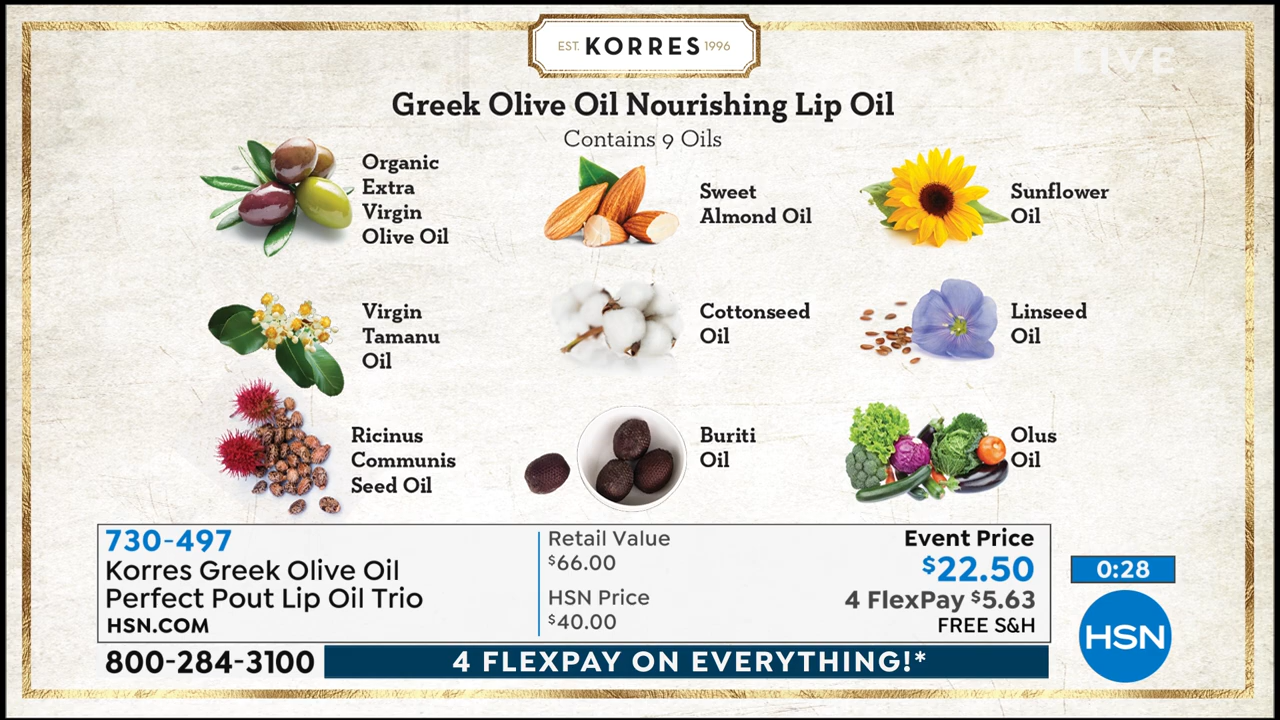 EST. KORRES 1996
LIVE
Greek Olive Oil Nourishing Lip Oil
Contains 9 Oils
Organic
Extra
Virgin
Olive Oil
Sweet
Almond Oil
Sunflower
Oil
Virgin
Tamanu
Oil
Cottonseed
Oil
Linseed
Oil
Ricinus
Communis
Seed Oil
Buriti
Oil
Olus
Oil
730-497
Korres Greek Olive Oil
Perfect Pout Lip Oil Trio
HSN.COM
Retail Value
$66.00
HSN Price
$40.00
Event Price
$22.50
4 FlexPay $5.63
FREE S&H
0:28
HSN
800-284-3100
4 FLEXPAY ON EVERYTHING!*